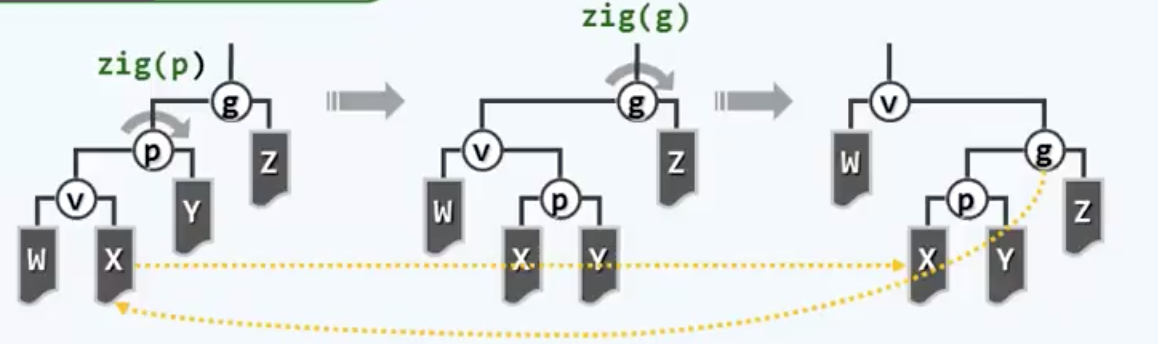 zig(g)
zig(p)
g g v
p Z v Z W g
v Y W p p Z
W X X Y X Y